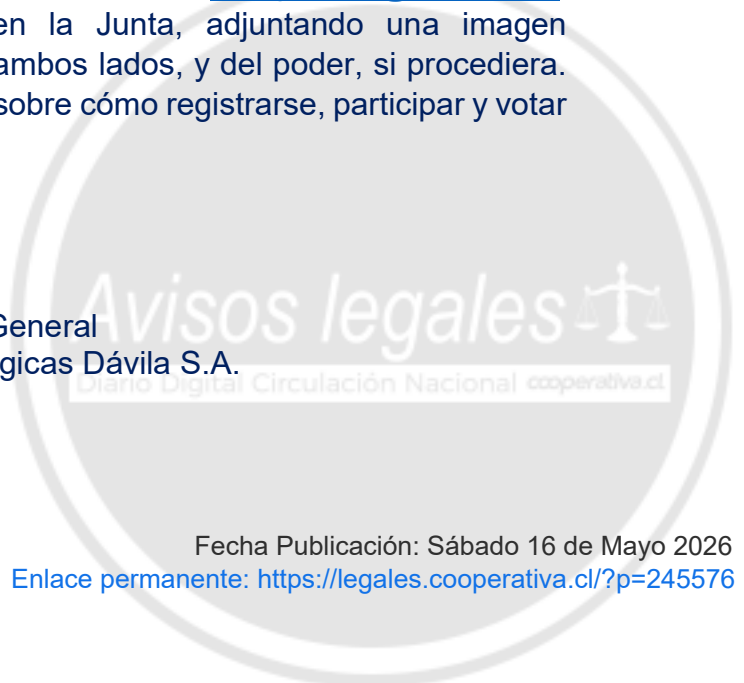 en la Junta, adjuntando una imagen
ambos lados, y del poder, si procediera.
sobre cómo registrarse, participar y votar
Avisos legales
General
gicas Dávila S.A.
Diario Digital Circulación Nacional cooperativa.cl
Fecha Publicación: Sábado 16 de Mayo 2026
Enlace permanente: https://legales.cooperativa.cl/?p=245576